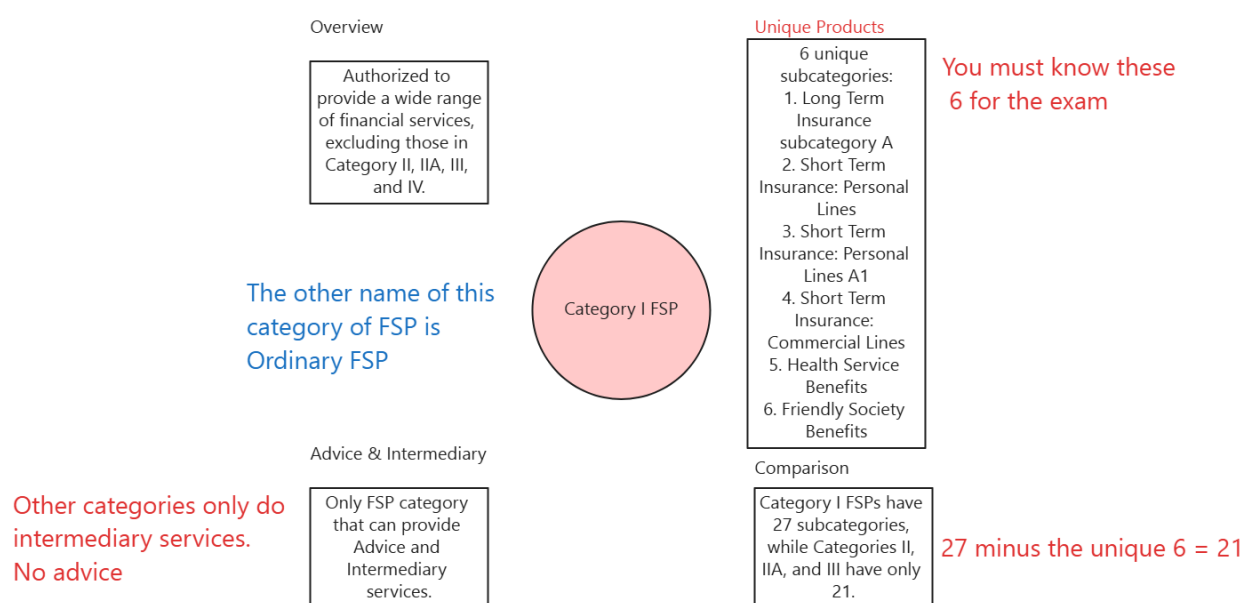 Overview
Authorized to
provide a wide range
of financial services,
excluding those in
Category II, IIA, III,
and IV.
Unique Products
6 unique
subcategories:
1. Long Term
Insurance
subcategory A
2. Short Term
Insurance: Personal
Lines
3. Short Term
Insurance: Personal
Lines A1
4. Short Term
Insurance:
Commercial Lines
5. Health Service
Benefits
6. Friendly Society
Benefits
You must know these
6 for the exam
The other name of this
category of FSP is
Ordinary FSP
Category I FSP
Advice & Intermediary
Only FSP category
that can provide
Advice and
Intermediary
services.
Other categories only do
intermediary services.
No advice
Comparison
Category I FSPs have
27 subcategories,
while Categories II,
IIA, and III have only
21.
27 minus the unique 6 = 21